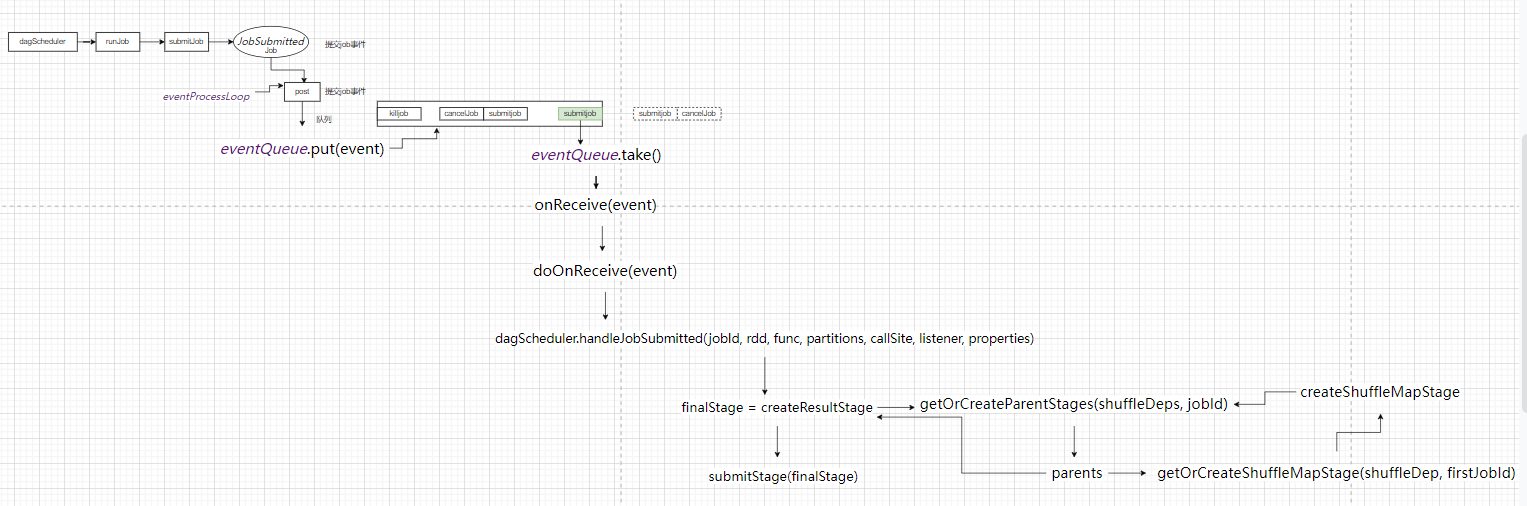 dagScheduler
runJob
submitJob
JobSubmitted
Job
提交job事件
eventProcessLoop
post
提交job事件
队列
killjob
cancelJob
submitjob
submitjob
submitjob
cancelJob
eventQueue.put(event)
eventQueue.take()
onReceive(event)
doOnReceive(event)
dagScheduler.handleJobSubmitted(jobId, rdd, func, partitions, callSite, listener, properties)
createShuffleMapStage
finalStage = createResultStage
getOrCreateParentStages(shuffleDeps, jobId)
submitStage(finalStage)
parents
getOrCreateShuffleMapStage(shuffleDep, firstJobId)